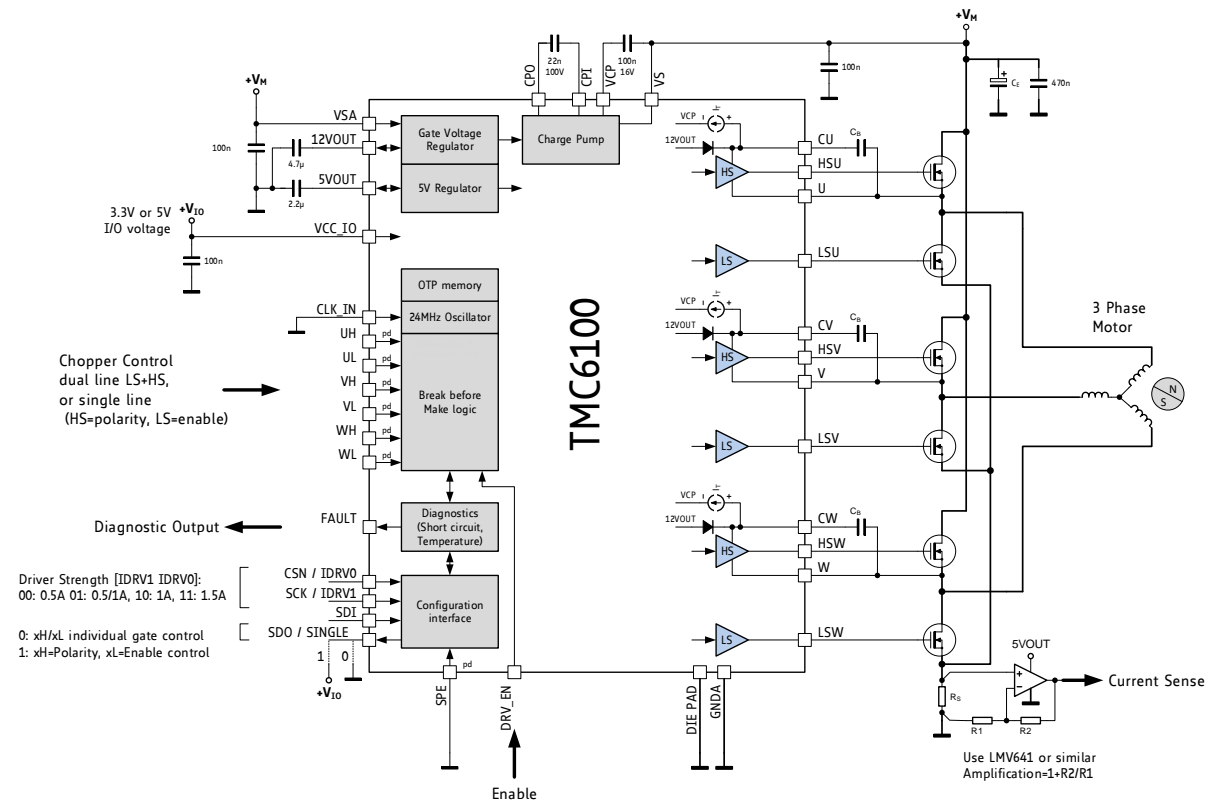 +VM
CPO
22n
100V
CPI
VCP
100n
16V
VS
100n
CE
470n
+VM
VSA
12VOUT
100n
4.7µ
5VOUT
2.2µ
Gate Voltage
Regulator
5V Regulator
Charge Pump
3.3V or 5V
I/O voltage
+VIO
VCC_IO
100n
OTP memory
24MHz Oscillator
CLK_IN
UH
pd
UL
pd
VH
pd
VL
pd
WH
pd
WL
pd
Break before
Make logic
Chopper Control
dual line LS+HS,
or single line
(HS=polarity, LS=enable)
TMC6100
VCP
+
12VOUT
HS
CU
CB
HSU
U
LS
LSU
VCP
+
12VOUT
HS
CV
CB
HSV
V
LS
LSV
VCP
+
12VOUT
HS
CW
CB
HSW
W
LS
LSW
3 Phase
Motor
N
S
Diagnostic Output
FAULT
Diagnostics
(Short circuit,
Temperature)
Driver Strength [IDRV1 IDRV0]:
00: 0.5A 01: 0.5/1A, 10: 1A, 11: 1.5A
CSN / IDRV0
SCK / IDRV1
SDI
SDO / SINGLE
Configuration
interface
0: xH/xL individual gate control
1: xH=Polarity, xL=Enable control
1
0
+VIO
pd
SPE
DRV_EN
Enable
DIE PAD
GNDA
5VOUT
+
−
RS
R1
R2
Current Sense
Use LMV641 or similar
Amplification=1+R2/R1